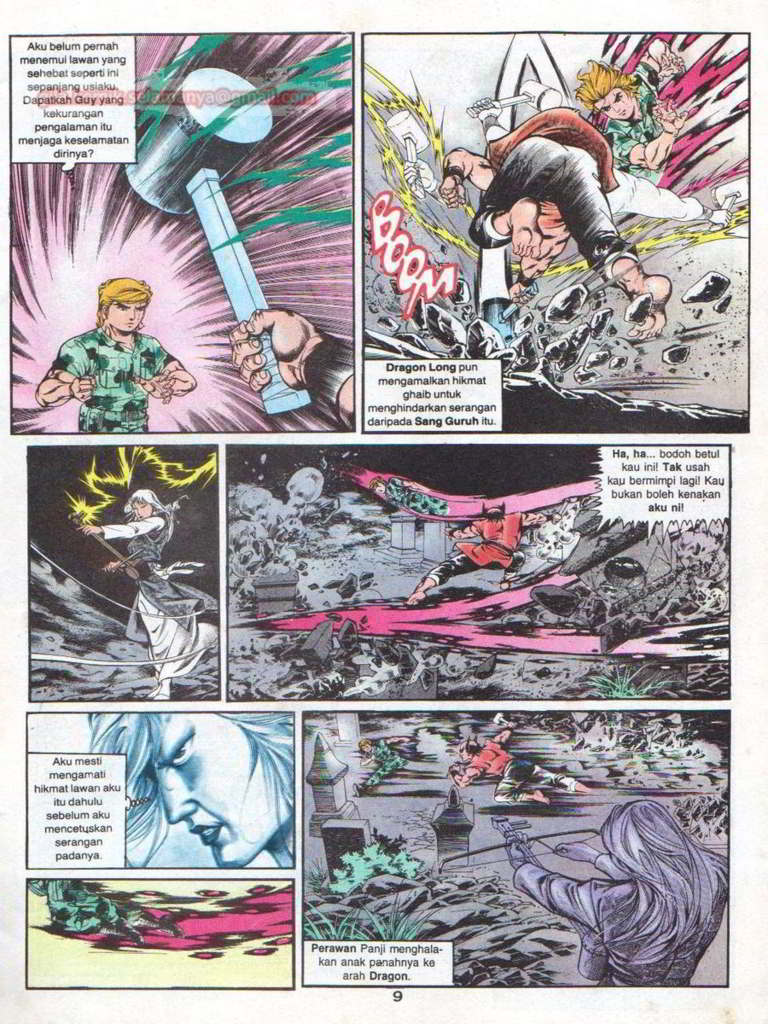 Aku belum pernah
menemui lawan yang
sehebat seperti ini
sepanjang usiaku.
Dapatkah Guy yang
kekurangan
pengalaman itu
menjaga keselamatan
dirinya?
BOOM
Dragon Long pun
mengamalkan hikmat
ghaib untuk
menghindarkan serangan
daripada Sang Guruh itu.
Ha, ha... bodoh betul
kau ini! Tak usah
kau bermimpi lagi! Kau
bukan boleh kenakan
aku ni!
Aku mesti
mengamati
hikmat lawan aku
itu dahulu
sebelum aku
mencetuskan
serangan
padanya.
Perawan Panji menghala-
kan anak panahnya ke
arah Dragon.
9